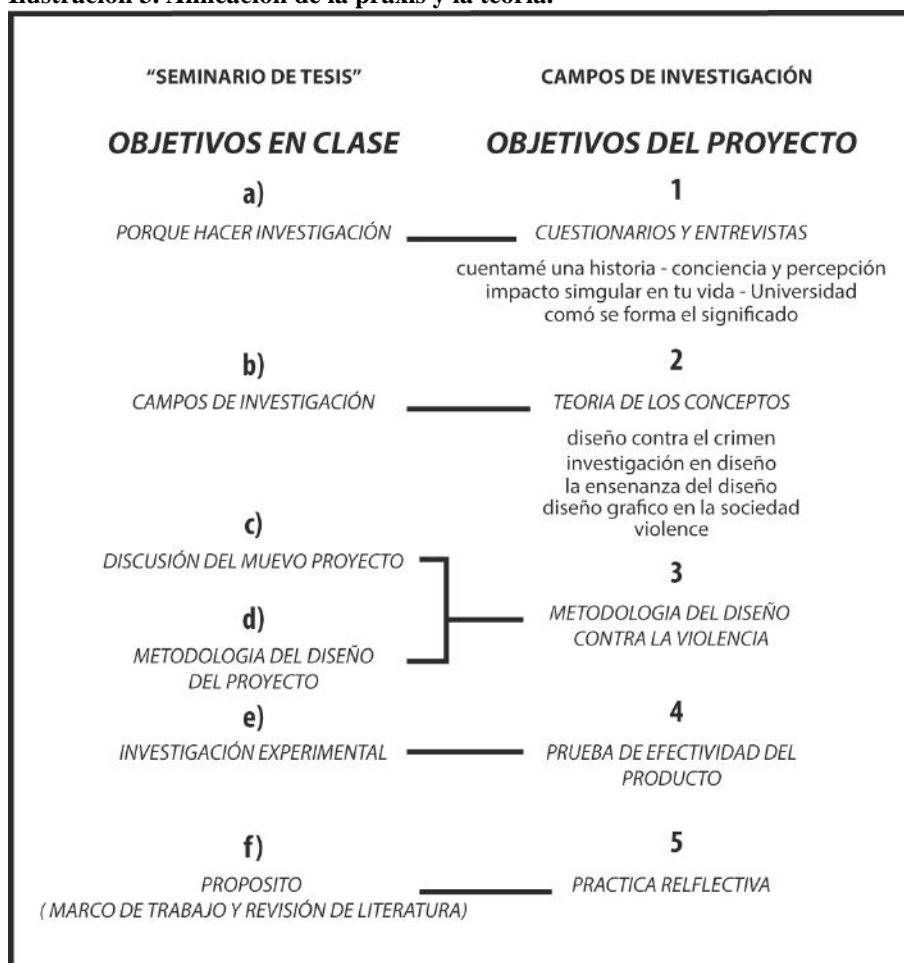 Ilustración 3. Alineación de la praxis y la teoría.
"SEMINARIO DE TESIS"
CAMPOS DE INVESTIGACIÓN
OBJETIVOS EN CLASE
OBJETIVOS DEL PROYECTO
a)
1
PORQUE HACER INVESTIGACIÓN
CUESTIONARIOS Y ENTREVISTAS
cuentamé una historia - conciencia y percepción
impacto simgular en tu vida - Universidad
comó se forma el significado
b)
2
CAMPOS DE INVESTIGACIÓN
TEORIA DE LOS CONCEPTOS
diseño contra el crimen
investigación en diseño
la ensenanza del diseño
diseño grafico en la sociedad
violence
c)
DISCUSIÓN DEL MUEVO PROYECTO
3
d)
METODOLOGIA DEL DISEÑO
CONTRA LA VIOLENCIA
METODOLOGIA DEL DISEÑO
DEL PROYECTO
e)
4
INVESTIGACIÓN EXPERIMENTAL
PRUEBA DE EFECTIVIDAD DEL
PRODUCTO
f)
5
PROPOSITO
( MARCO DE TRABAJO Y REVISIÓN DE LITERATURA)
PRACTICA RELFLECTIVA